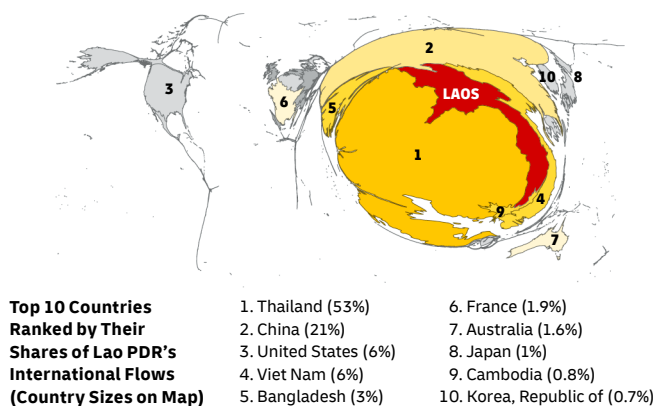 2
3
10
8
LAOS
6
5
1
4
9
7
Top 10 Countries
Ranked by Their
Shares of Lao PDR's
International Flows
(Country Sizes on Map)
1. Thailand (53%)
2. China (21%)
3. United States (6%)
4. Viet Nam (6%)
5. Bangladesh (3%)
6. France (1.9%)
7. Australia (1.6%)
8. Japan (1%)
9. Cambodia (0.8%)
10. Korea, Republic of (0.7%)